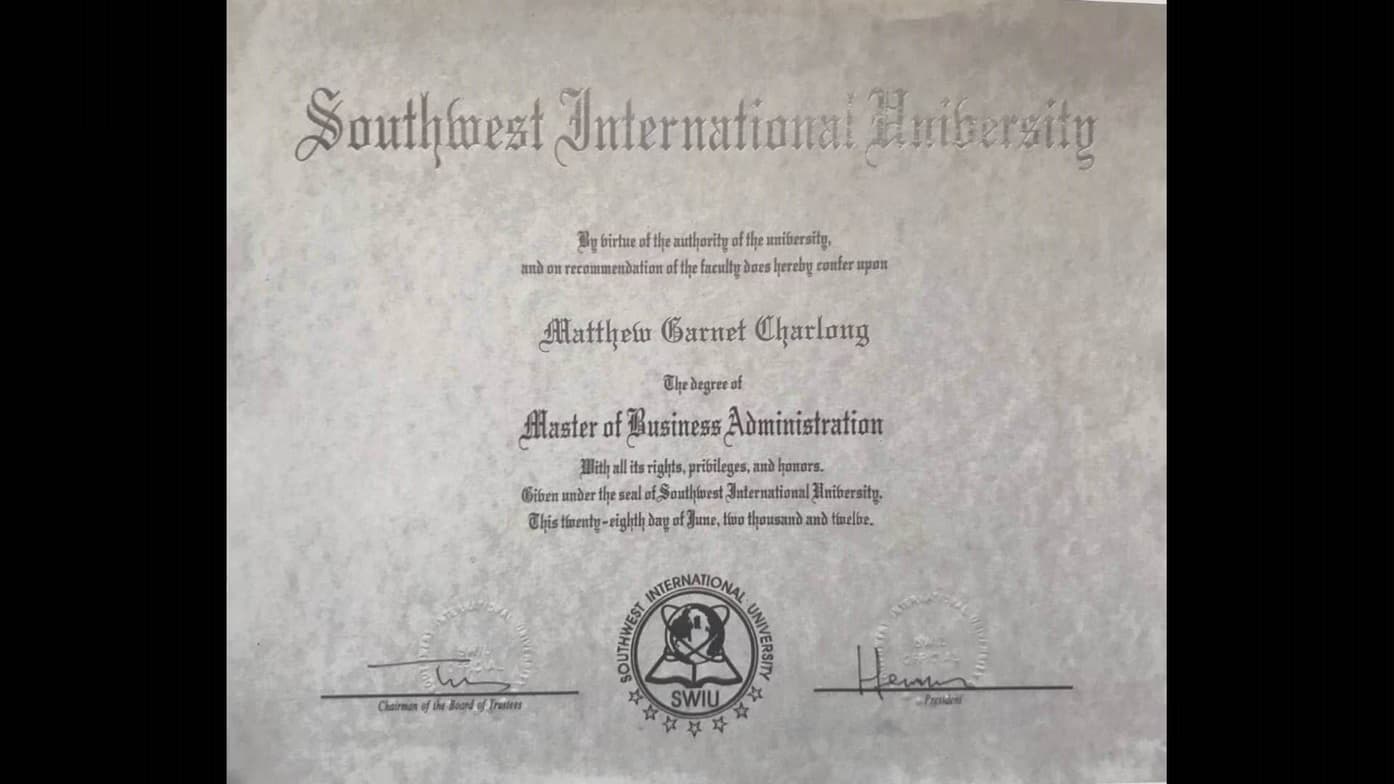 Southwest International University
By virtue of the authority of the university,
and on recommendation of the faculty does hereby confer upon
Matthew Garnet Charlong
The degree of
Master of Business Administration
With all its rights, privileges, and honors.
Given under the seal of Southwest International University.
This twenty-eighth day of June, two thousand and twelve.
SOUTHWEST INTERNATIONAL UNIVERSITY
SWIU
Chairman of the Board of Trustees
President